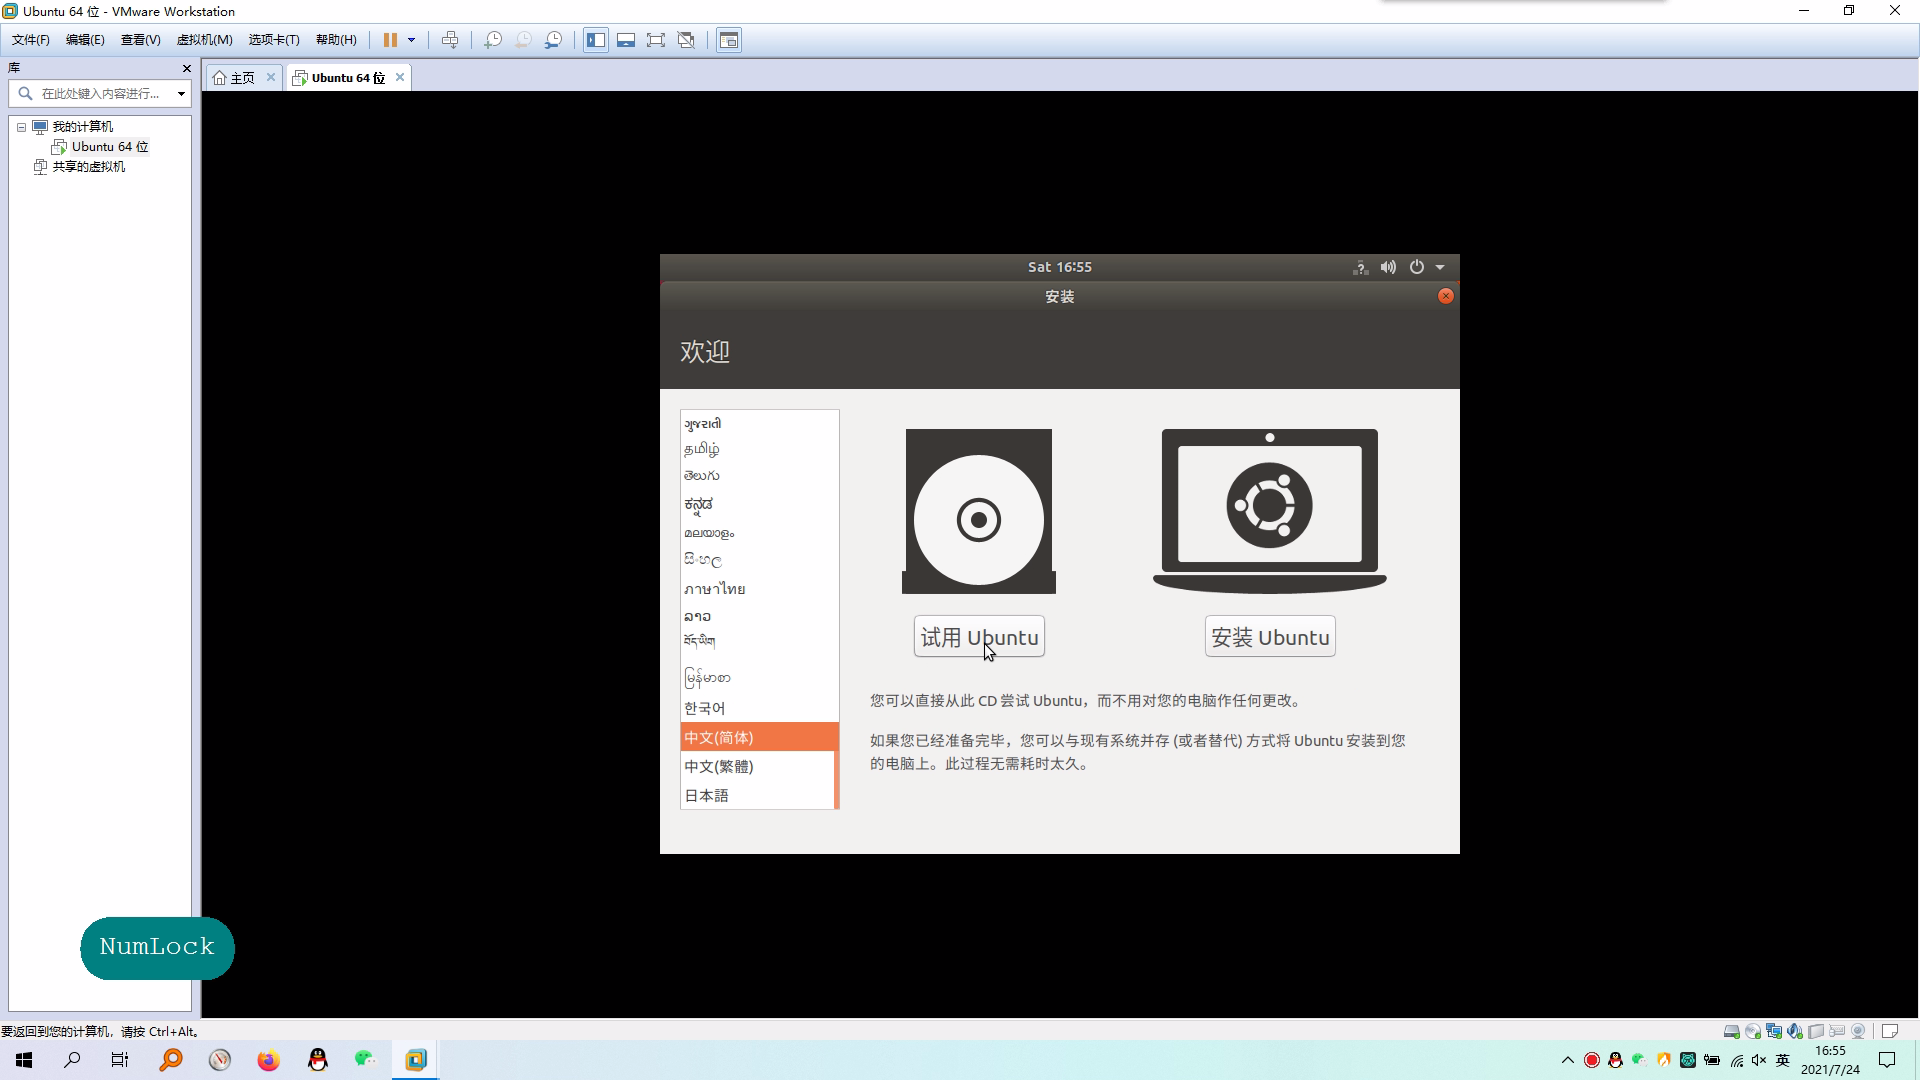 Ubuntu 64 位 - VMware Workstation
文件(F) 编辑(E) 查看(V) 虚拟机(M) 选项卡(T) 帮助(H)
库
主页
Ubuntu 64 位
在此处键入内容进行...
我的计算机
Ubuntu 64 位
共享的虚拟机
Sat 16:55
安装
欢迎
ગુજરાતી
தமிழ்
తెలుగు
ಕನ್ನಡ
മലയാളം
සිංහල
ภาษาไทย
ລາວ
བོད་ཡིག
မြန်မာစာ
한국어
中文(简体)
中文(繁體)
日本語
试用 Ubuntu
安装 Ubuntu
您可以直接从此 CD 尝试 Ubuntu，而不用对您的电脑作任何更改。
如果您已经准备完毕，您可以与现有系统并存 (或者替代) 方式将 Ubuntu 安装到您
的电脑上。此过程无需耗时太久。
NumLock
要返回到您的计算机，请按 Ctrl+Alt。
英
16:55
2021/7/24